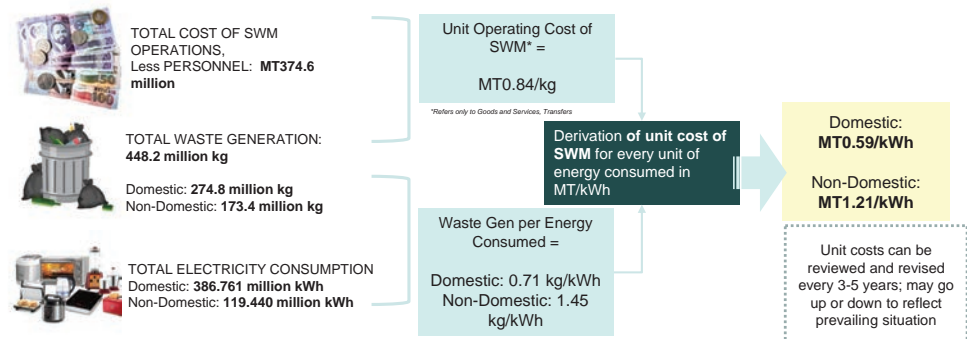 TOTAL COST OF SWM
OPERATIONS,
Less PERSONNEL: MT374.6
million
TOTAL WASTE GENERATION:
448.2 million kg
Domestic: 274.8 million kg
Non-Domestic: 173.4 million kg
TOTAL ELECTRICITY CONSUMPTION
Domestic: 386.761 million kWh
Non-Domestic: 119.440 million kWh
Unit Operating Cost of
SWM* =
MT0.84/kg
*Refers only to Goods and Services, Transfers
Waste Gen per Energy
Consumed =
Domestic: 0.71 kg/kWh
Non-Domestic: 1.45
kg/kWh
Derivation of unit cost of
SWM for every unit of
energy consumed in
MT/kWh
Domestic:
MT0.59/kWh
Non-Domestic:
MT1.21/kWh
Unit costs can be
reviewed and revised
every 3-5 years; may go
up or down to reflect
prevailing situation